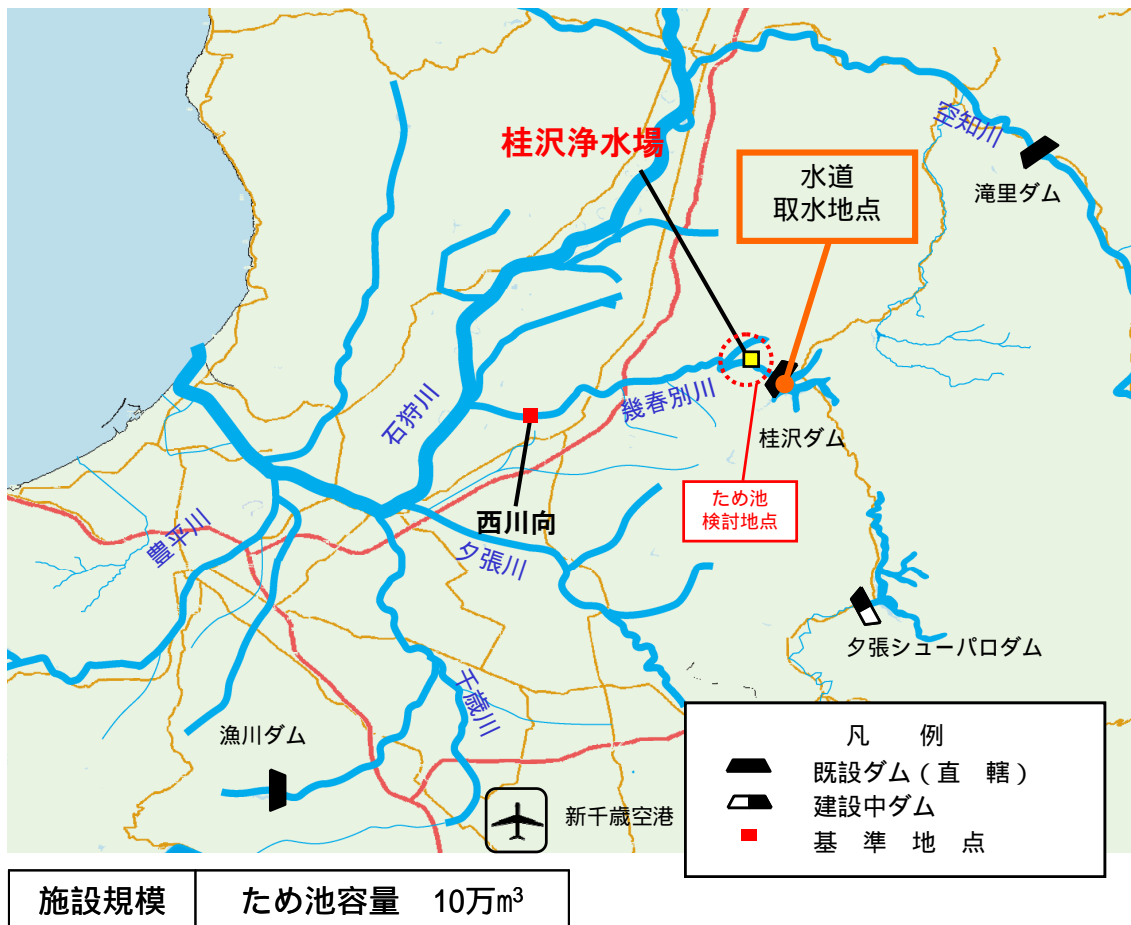 桂沢浄水場
水道
取水地点
空知川
滝里ダム
石狩川
幾春別川
桂沢ダム
ため池
検討地点
西川向
夕張川
豊平川
夕張シューパロダム
千歳川
漁川ダム
新千歳空港
凡 例
既設ダム(直 轄)
建設中ダム
基 準 地 点
施設規模 ため池容量 10万m³